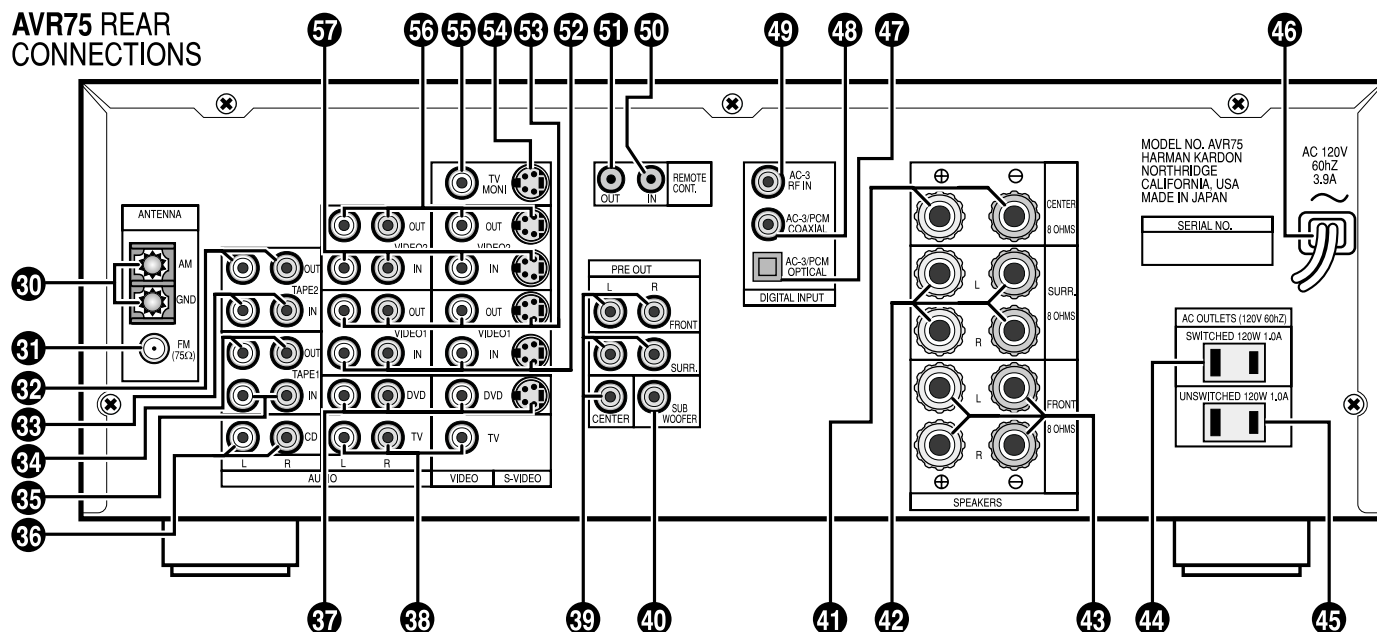 AVR75 REAR
CONNECTIONS
57 56 55 54 53 52 51 50 49 48 47 46
TV
MONI
OUT IN
REMOTE
CONT.
AC-3
RF IN
AC-3/PCM
COAXIAL
AC-3/PCM
OPTICAL
DIGITAL INPUT
⊕ ⊖
CENTER
8 OHMS
L
SURR.
8 OHMS
R
L
FRONT
8 OHMS
R
⊕ ⊖
SPEAKERS
MODEL NO. AVR75
HARMAN KARDON
NORTHRIDGE
CALIFORNIA, USA
MADE IN JAPAN
SERIAL NO.
AC 120V
60hZ
3.9A
AC OUTLETS (120V 60hZ)
SWITCHED 120W 1.0A
UNSWITCHED 120W 1.0A
ANTENNA
AM
GND
FM
(75Ω)
OUT
TAPE2
IN
OUT
TAPE1
IN
CD
L R
AUDIO
OUT OUT
VIDEO2 VIDEO2
IN IN
OUT OUT
VIDEO1 VIDEO1
IN IN
DVD DVD
TV TV
L R
VIDEO S-VIDEO
PRE OUT
L R
FRONT
SURR.
CENTER
SUB
WOOFER
30
31
32
33
34
35
36
37 38 39 40 41 42 43 44 45